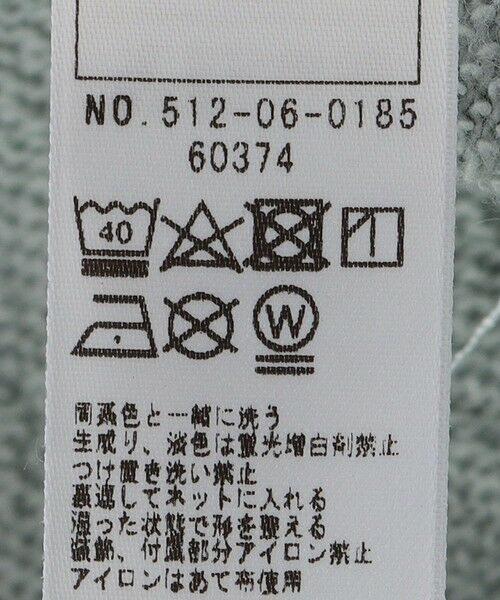 NO.512-06-0185
60374
40
W
同系色と一緒に洗う
生成り、淡色は蛍光増白剤禁止
つけ置き洗い禁止
裏返してネットに入れる
湿った状態で形を整える
装飾、付属部分アイロン禁止
アイロンはあて布使用